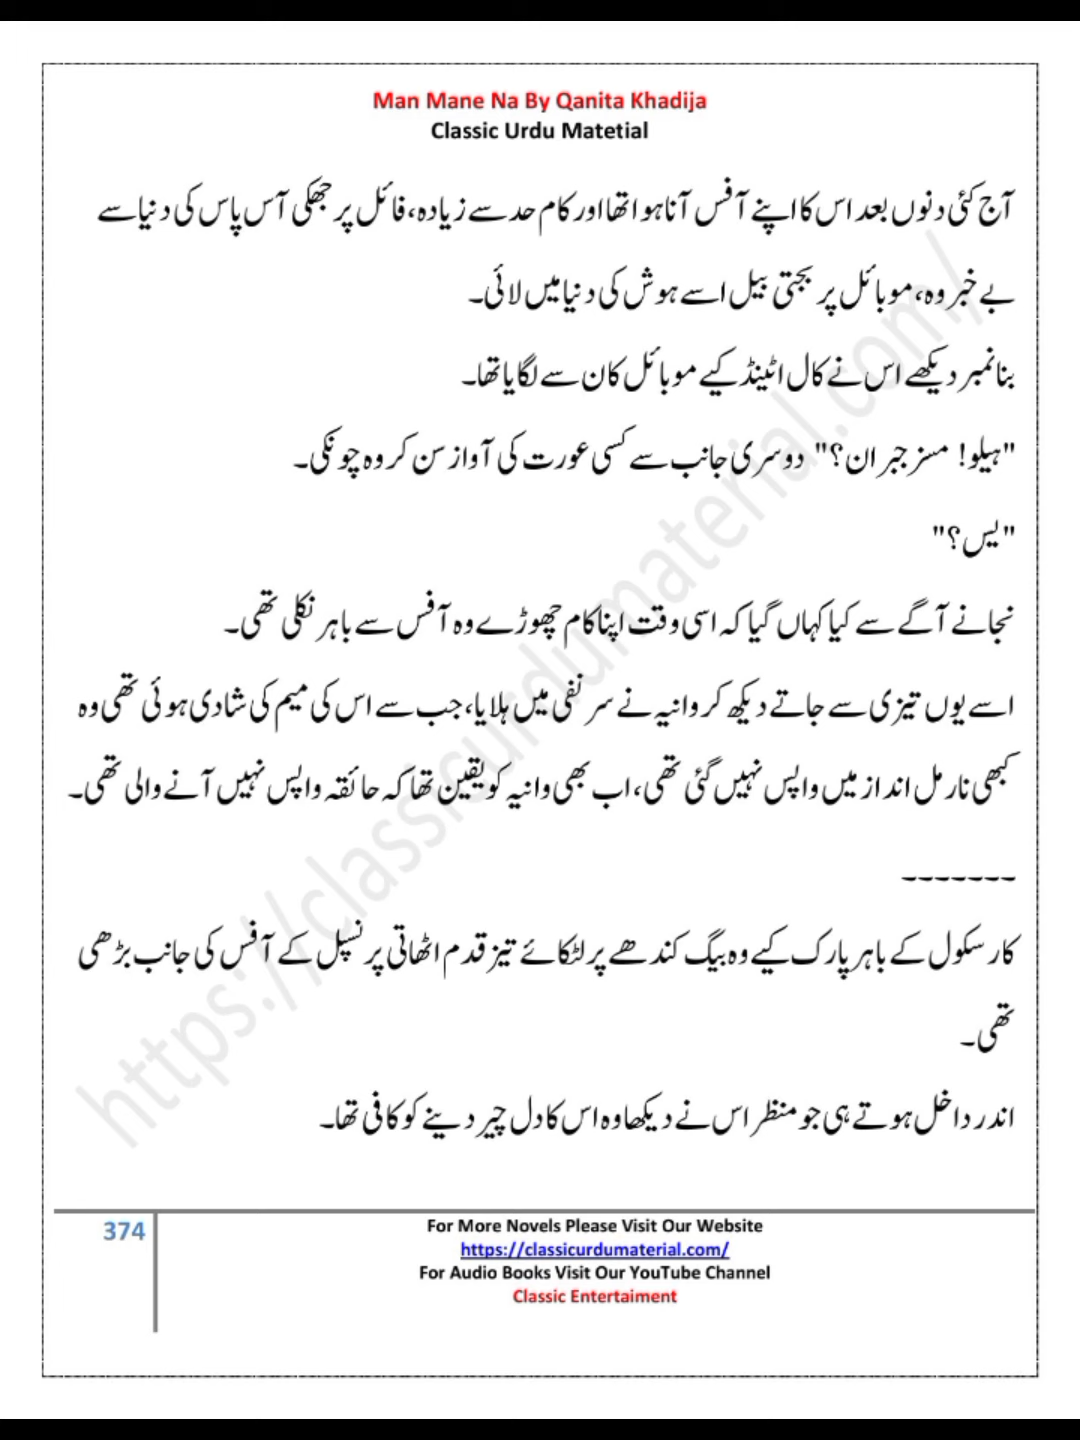 Man Mane Na By Qanita Khadija
Classic Urdu Matetial
آج کئی دنوں بعد اس کا اپنے آفس آنا ہوا تھا اور کام حد سے زیادہ، فائل پر جھکی آس پاس کی دنیا سے
بے خبر وہ، موبائل پر بجتی بیل اسے ہوش کی دنیا میں لائی۔
بنا نمبر دیکھے اس نے کال اٹینڈ کیے موبائل کان سے لگایا تھا۔
"ہیلو! مسز جبران؟" دوسری جانب سے کسی عورت کی آواز سن کر وہ چونکی۔
"یس؟"
نجانے آگے سے کیا کہاں گیا کہ اسی وقت اپنا کام چھوڑے وہ آفس سے باہر نکلی تھی۔
اسے یوں تیزی سے جاتے دیکھ کر وانیہ نے سر نفی میں ہلایا، جب سے اس کی میم کی شادی ہوئی تھی وہ
کبھی نارمل انداز میں واپس نہیں گئی تھی، اب بھی وانیہ کو یقین تھا کہ حائقہ واپس نہیں آنے والی تھی۔
۔۔۔۔۔۔۔
کار سکول کے باہر پارک کیے وہ بیگ کندھے پر لٹکائے تیز قدم اٹھاتی پرنسپل کے آفس کی جانب بڑھی
تھی۔
اندر داخل ہوتے ہی جو منظر اس نے دیکھا وہ اس کا دل چیر دینے کو کافی تھا۔
https://classicurdumaterial.com/
374
For More Novels Please Visit Our Website
https://classicurdumaterial.com/
For Audio Books Visit Our YouTube Channel
Classic Entertaiment